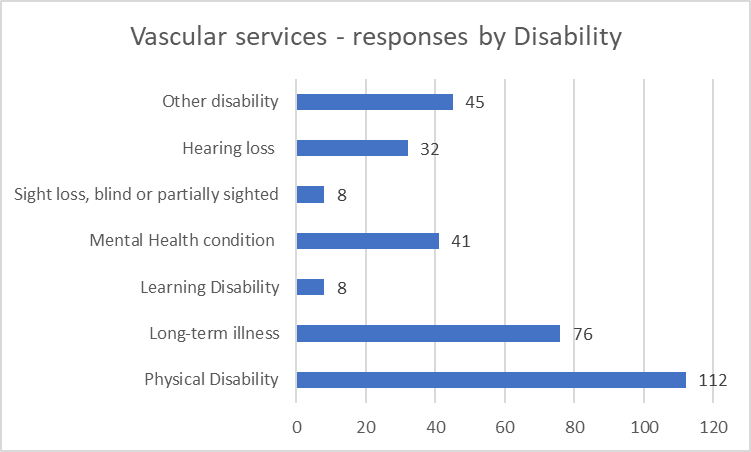 Vascular services - responses by Disability
Other disability 45
Hearing loss 32
Sight loss, blind or partially sighted 8
Mental Health condition 41
Learning Disability 8
Long-term illness 76
Physical Disability 112
0 20 40 60 80 100 120